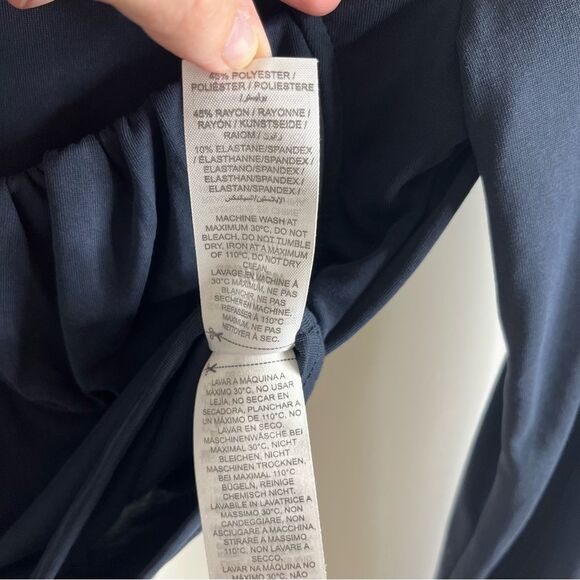 45% POLYESTER /
POLIÉSTER / POLIESTERE
/ بوليستر
45% RAYON / RAYONNE /
RAYÓN / KUNSTSEIDE /
RAIOM /
10% ELASTANE/SPANDEX
/ ÉLASTHANNE/SPANDEX /
ELASTANO/SPANDEX /
ELASTHAN/SPANDEX /
ELASTAN/SPANDEX /
MACHINE WASH AT
MAXIMUM 30°C, DO NOT
BLEACH, DO NOT TUMBLE
DRY, IRON AT A MAXIMUM
OF 110°C, DO NOT DRY
CLEAN.
LAVAGE EN MACHINE À
30°C MAXIMUM, NE PAS
BLANCHIR, NE PAS
SECHER EN MACHINE,
REPASSER À 110°C
MAXIMUM, NE PAS
NETTOYER À SEC.
LAVAR A MÁQUINA A
MÁXIMO 30°C, NO USAR
LEJÍA, NO SECAR EN
SECADORA, PLANCHAR A
UN MÁXIMO DE 110°C, NO
LAVAR EN SECO.
MASCHINENWÄSCHE BEI
MAXIMAL 30°C, NICHT
BLEICHEN, NICHT
MASCHINEN TROCKNEN,
BEI MAXIMAL 110°C
BÜGELN, REINIGE
CHEMISCH NICHT.
LAVABILE IN LAVATRICE A
MASSIMO 30°C, NON
CANDEGGIARE, NON
ASCIUGARE A MACCHINA,
STIRARE A MASSIMO
110°C, NON LAVARE A
SECCO.
LAVAR NO MÁXIMO
30°C, NÃO